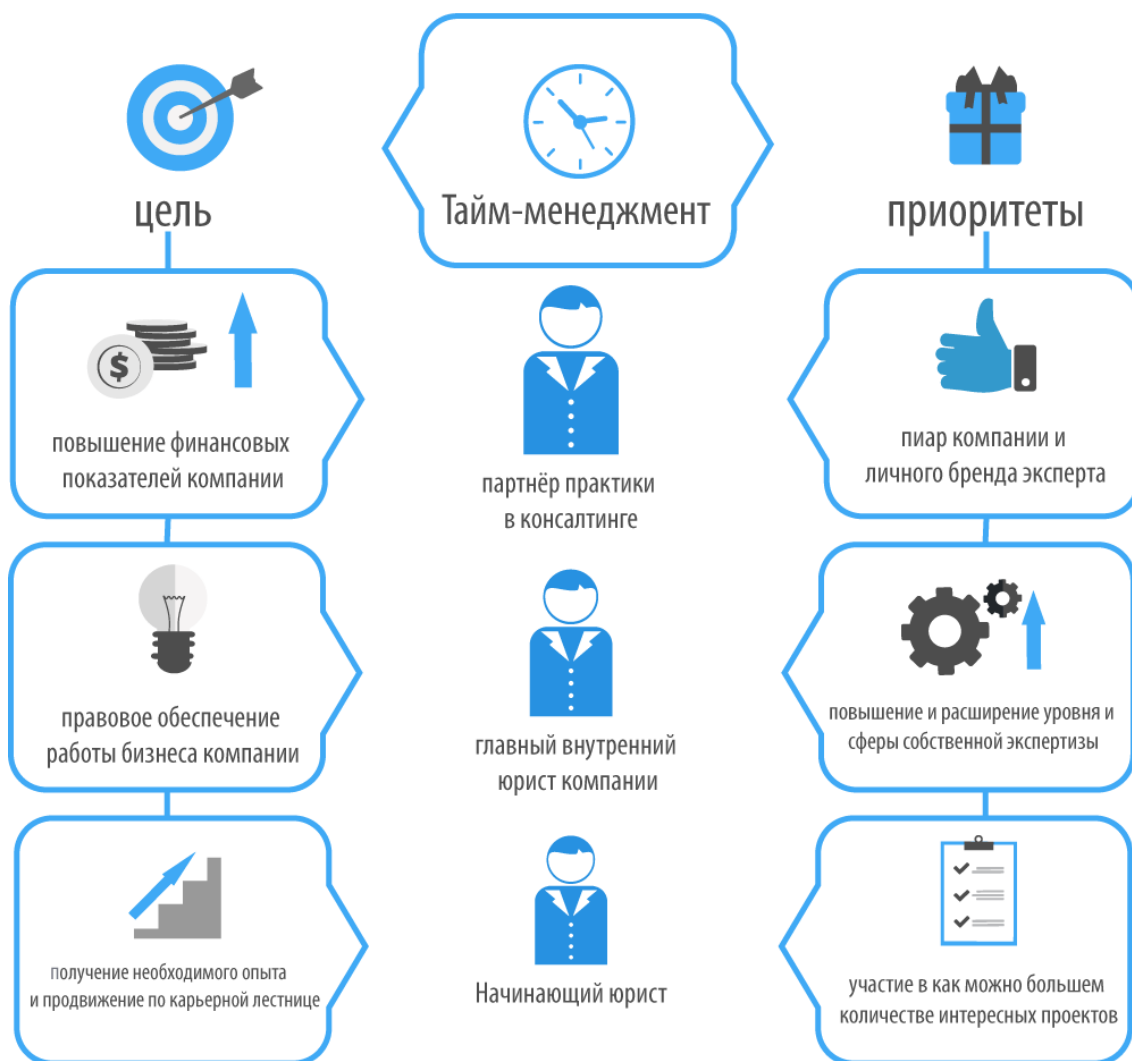 цель
Тайм-менеджмент
приоритеты
$
повышение финансовых
показателей компании
партнёр практики
в консалтинге
пиар компании и
личного бренда эксперта
правовое обеспечение
работы бизнеса компании
главный внутренний
юрист компании
повышение и расширение уровня и
сферы собственной экспертизы
получение необходимого опыта
и продвижение по карьерной лестнице
Начинающий юрист
участие в как можно большем
количестве интересных проектов